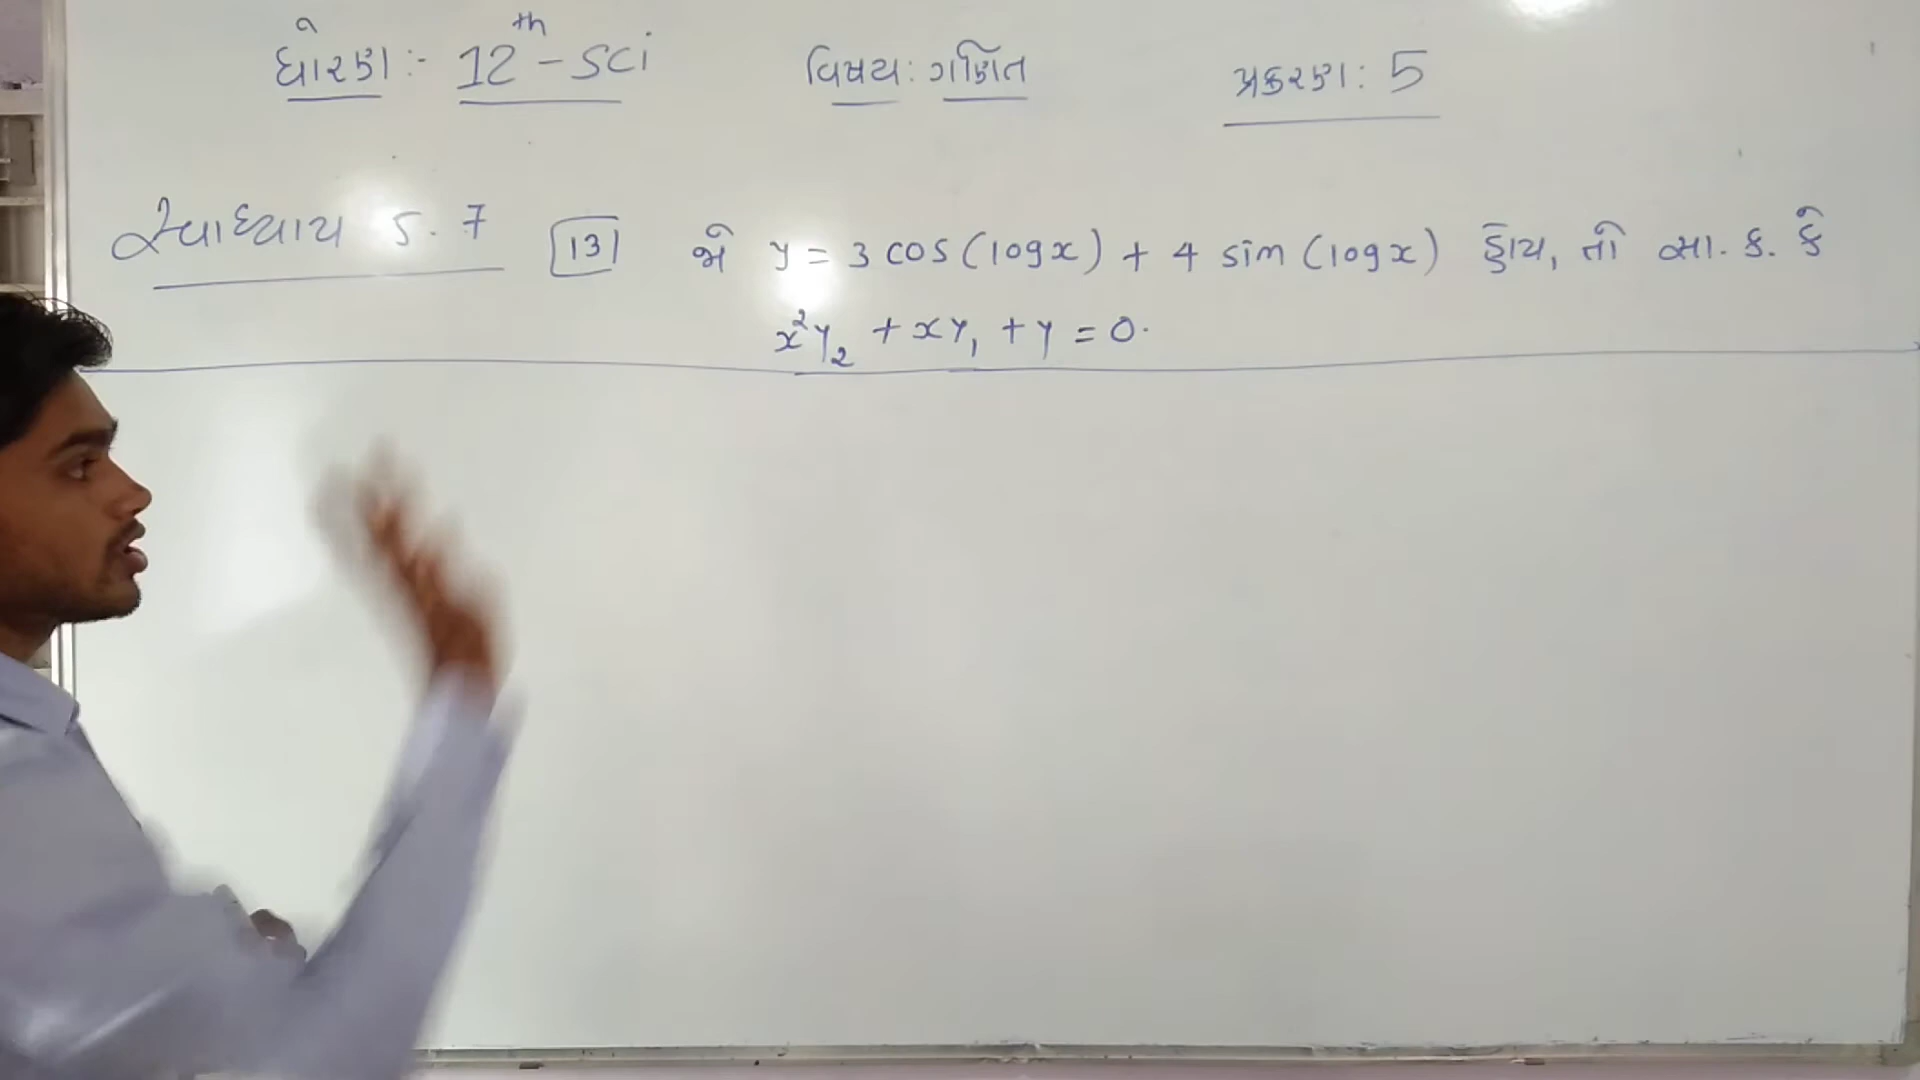 ધોરણ :- 12th - sci વિષય : ગણિત પ્રકરણ : 5
સ્વાધ્યાય 5.7 13 જો y = 3 cos (log x) + 4 sin (log x) હોય, તો સા. ક. કે
x²y₂ + xy₁ + y = 0.